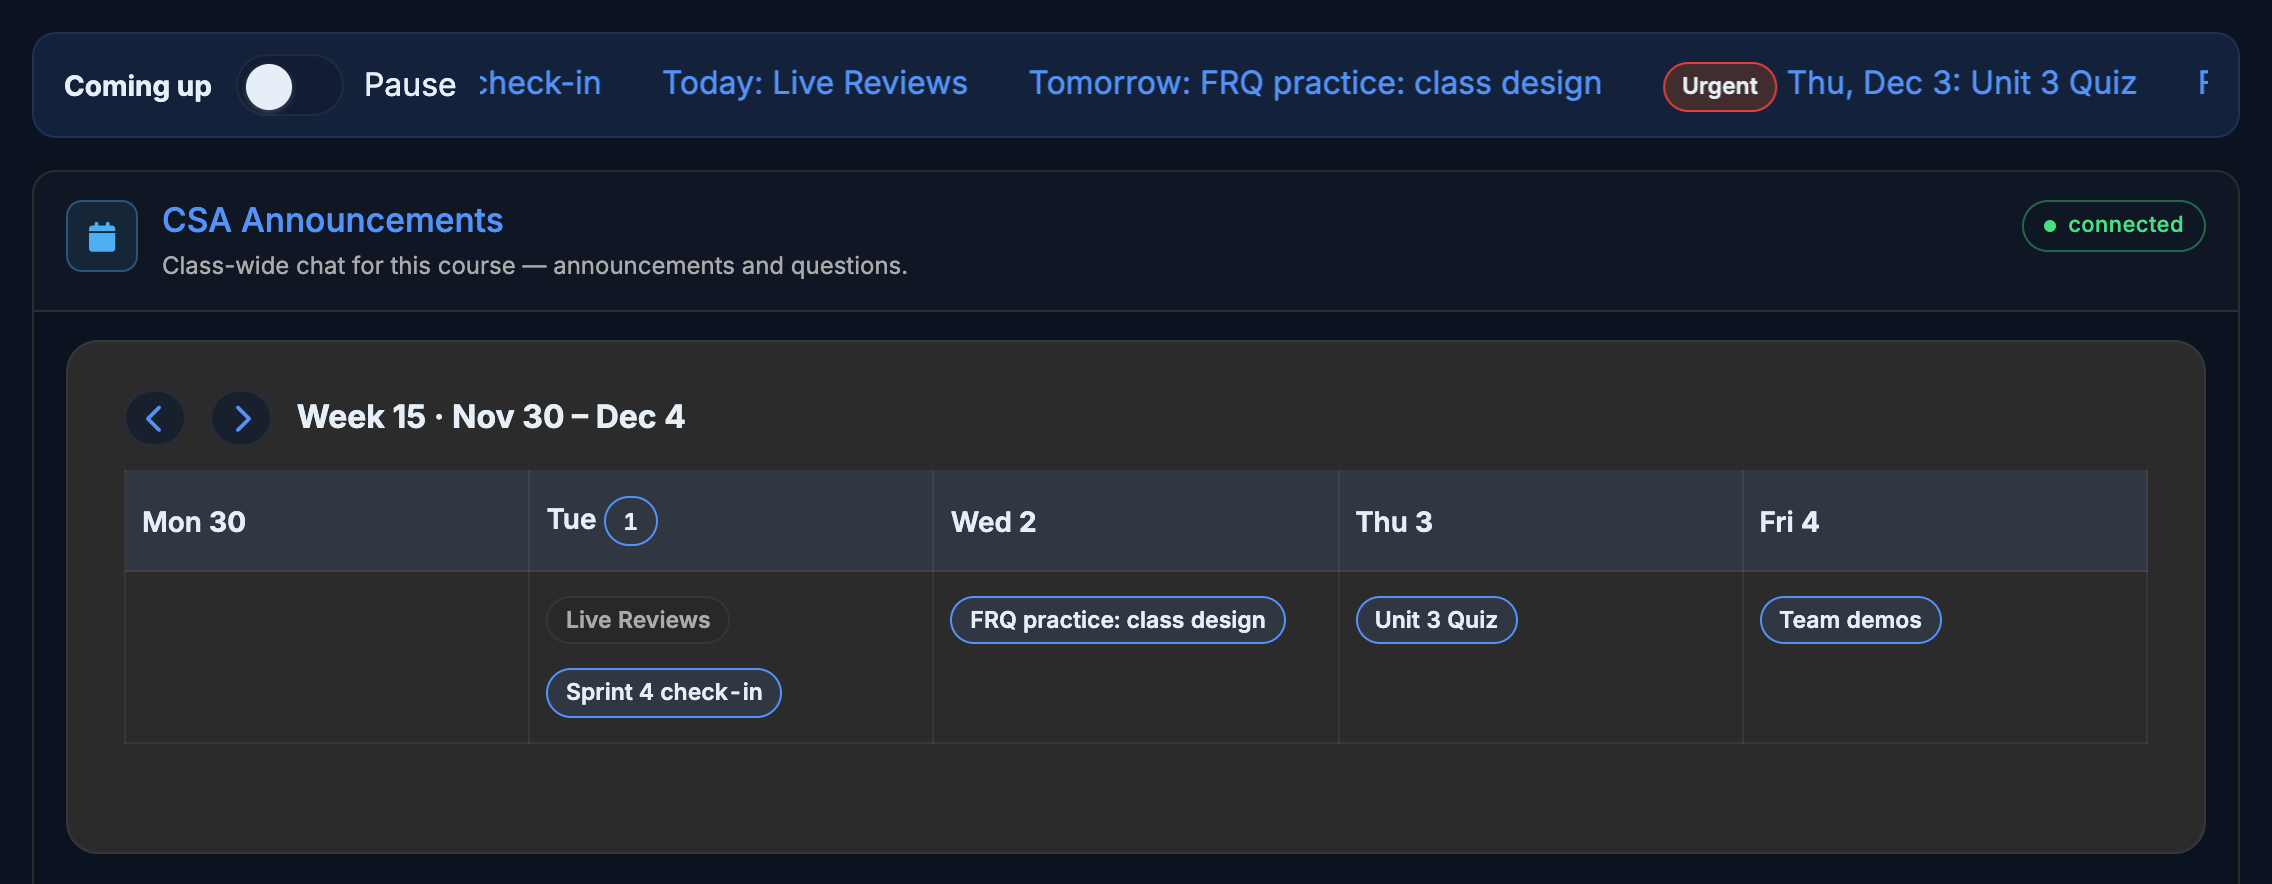 Coming up Pause check-in Today: Live Reviews Tomorrow: FRQ practice: class design Urgent Thu, Dec 3: Unit 3 Quiz
CSA Announcements
connected
Class-wide chat for this course — announcements and questions.
Week 15 · Nov 30 – Dec 4
Mon 30 Tue 1 Wed 2 Thu 3 Fri 4
Live Reviews FRQ practice: class design Unit 3 Quiz Team demos
Sprint 4 check-in